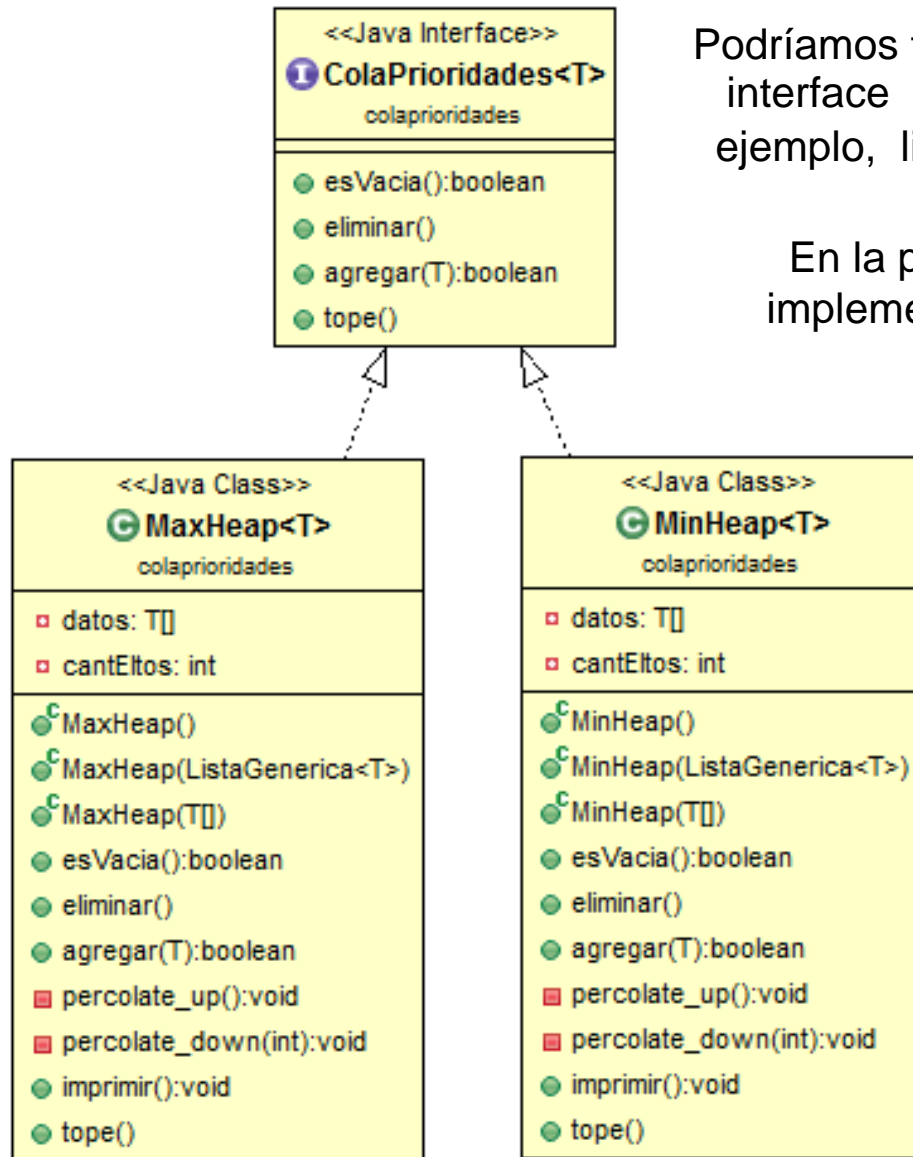 <<Java Interface>>
ColaPrioridades<T>
colaprioridades
esVacia():boolean
eliminar()
agregar(T):boolean
tope()
Podríamos
interface
ejemplo,
En la
<<Java Class>>
MaxHeap<T>
colaprioridades
datos: T[]
cantEltos: int
MaxHeap()
MaxHeap(ListaGenerica<T>)
MaxHeap(T[])
esVacia():boolean
eliminar()
agregar(T):boolean
percolate_up():void
percolate_down(int):void
imprimir():void
tope()
<<Java Class>>
MinHeap<T>
colaprioridades
datos: T[]
cantEltos: int
MinHeap()
MinHeap(ListaGenerica<T>)
MinHeap(T[])
esVacia():boolean
eliminar()
agregar(T):boolean
percolate_up():void
percolate_down(int):void
imprimir():void
tope()